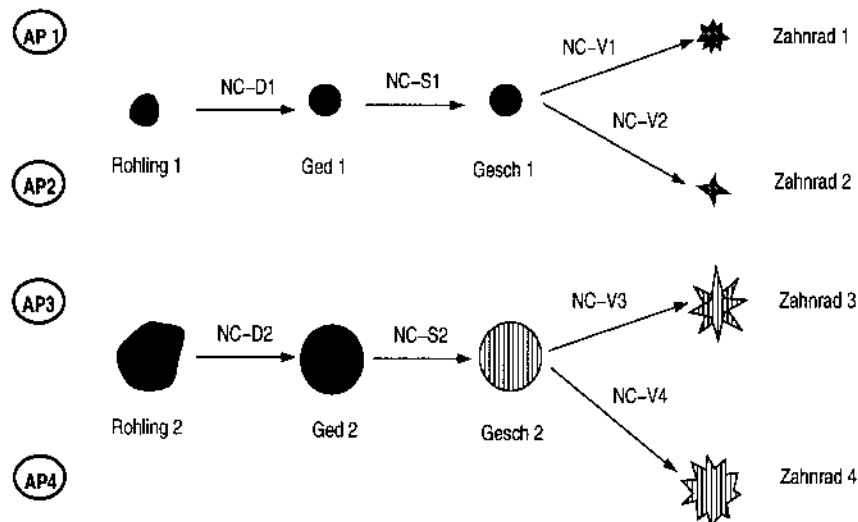 AP 1
NC-V1
Zahnrad 1
NC-D1
NC-S1
NC-V2
Rohling 1
Ged 1
Gesch 1
AP2
Zahnrad 2
AP3
NC-V3
Zahnrad 3
NC-D2
NC-S2
NC-V4
Rohling 2
Ged 2
Gesch 2
AP4
Zahnrad 4